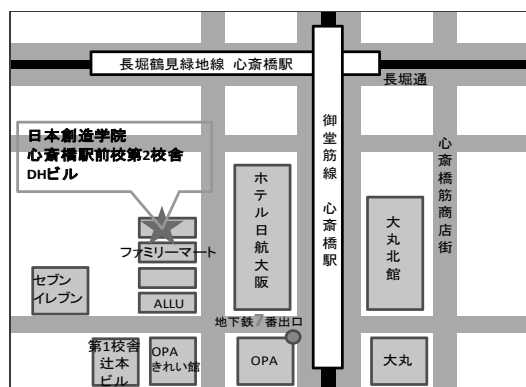 長堀鶴見緑地線 心斎橋駅
長堀通
日本創造学院
心斎橋駅前校第2校舎
DHビル
御堂筋線 心斎橋駅
心斎橋筋商店街
ホテル日航大阪
大丸北館
ファミリーマート
セブン
イレブン
ALLU
地下鉄7番出口
第1校舎
辻本
ビル
OPA
きれい館
OPA
大丸